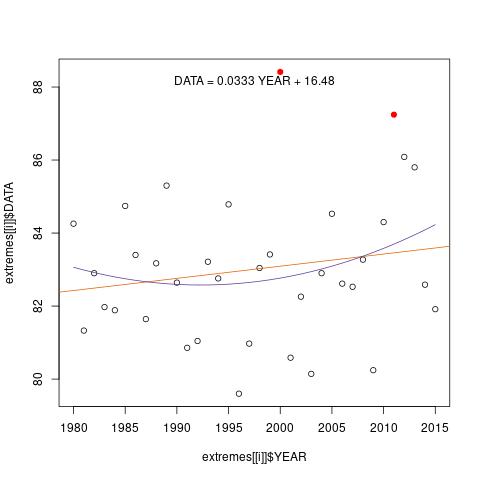 DATA = 0.0333 YEAR + 16.48
88
86
84
82
80
extremes[[i]]$DATA
1980 1985 1990 1995 2000 2005 2010 2015
extremes[[i]]$YEAR